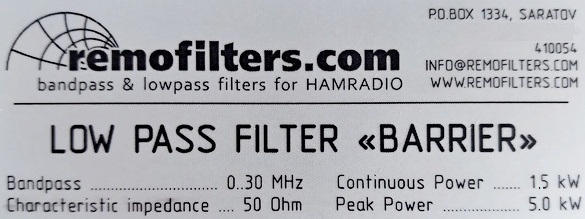 P.O.BOX 1334, SARATOV
410054
remofilters.com
INFO@REMOFILTERS.COM
bandpass & lowpass filters for HAMRADIO
WWW.REMOFILTERS.COM
LOW PASS FILTER «BARRIER»
Bandpass ................................ 0..30 MHz
Characteristic impedance .... 50 Ohm
Continuous Power ...... 1.5 kW
Peak Power ................ 5.0 kW